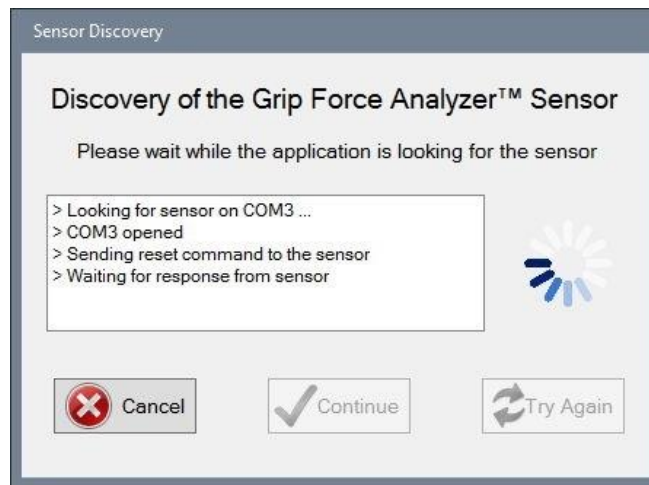 Sensor Discovery
Discovery of the Grip Force Analyzer™ Sensor
Please wait while the application is looking for the sensor
> Looking for sensor on COM3 ...
> COM3 opened
> Sending reset command to the sensor
> Waiting for response from sensor
Cancel
Continue
Try Again